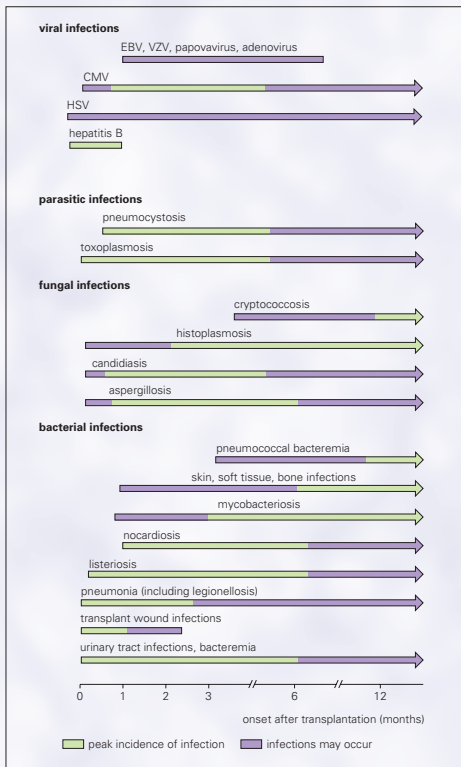 viral infections
EBV, VZV, papovavirus, adenovirus
CMV
HSV
hepatitis B
parasitic infections
pneumocystosis
toxoplasmosis
fungal infections
cryptococcosis
histoplasmosis
candidiasis
aspergillosis
bacterial infections
pneumococcal bacteremia
skin, soft tissue, bone infections
mycobacteriosis
nocardiosis
listeriosis
pneumonia (including legionellosis)
transplant wound infections
urinary tract infections, bacteremia
0 1 2 3 6 12
onset after transplantation (months)
peak incidence of infection infections may occur